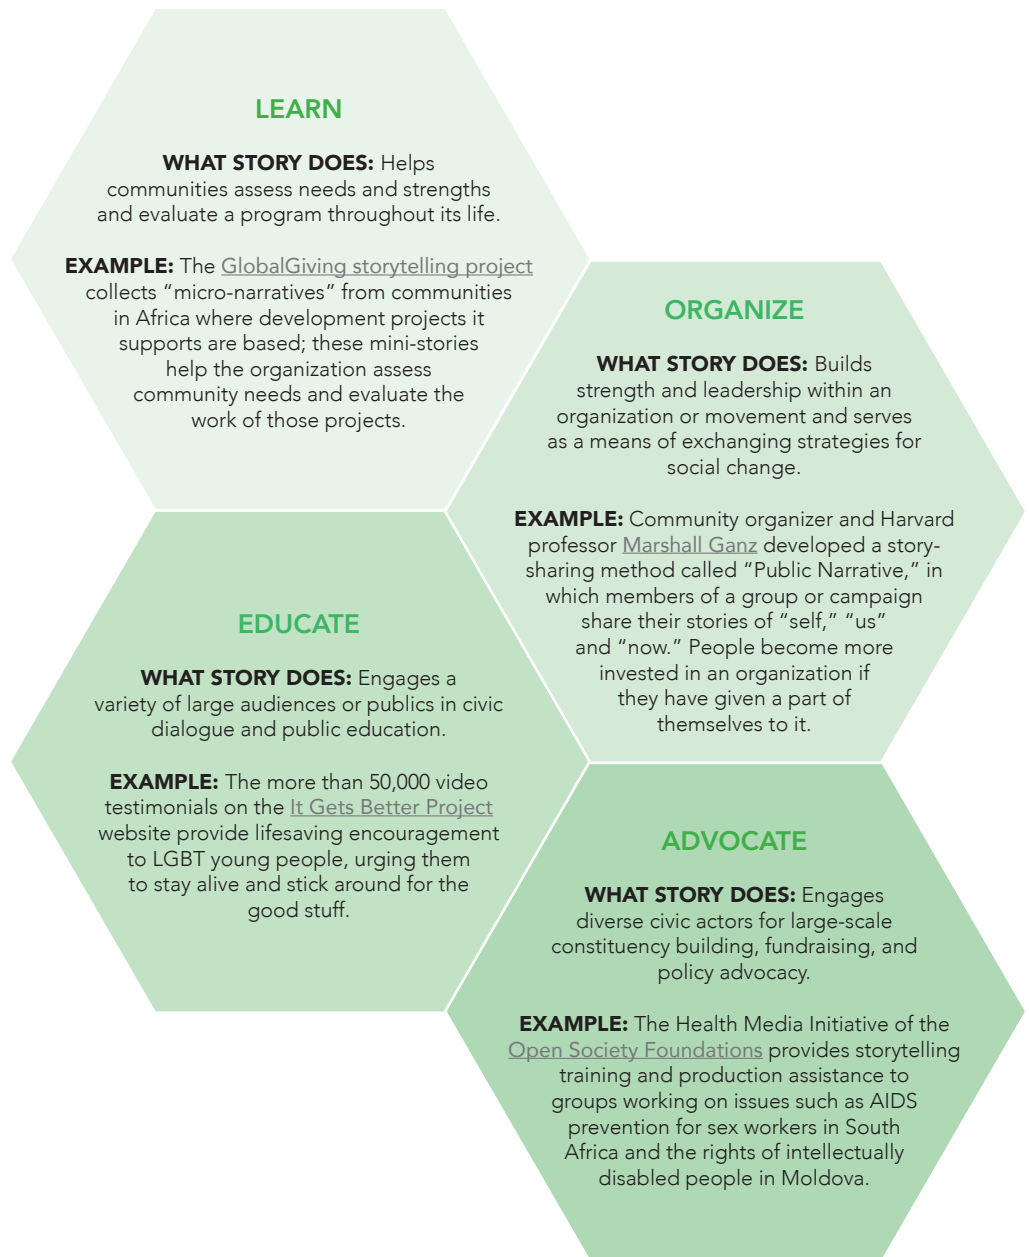 LEARN
WHAT STORY DOES: Helps
communities assess needs and strengths
and evaluate a program throughout its life.
EXAMPLE: The GlobalGiving storytelling project
collects “micro-narratives” from communities
in Africa where development projects it
supports are based; these mini-stories
help the organization assess
community needs and evaluate the
work of those projects.
ORGANIZE
WHAT STORY DOES: Builds
strength and leadership within an
organization or movement and serves
as a means of exchanging strategies for
social change.
EXAMPLE: Community organizer and Harvard
professor Marshall Ganz developed a story-
sharing method called “Public Narrative,” in
which members of a group or campaign
share their stories of “self,” “us”
and “now.” People become more
invested in an organization if
they have given a part of
themselves to it.
EDUCATE
WHAT STORY DOES: Engages a
variety of large audiences or publics in civic
dialogue and public education.
EXAMPLE: The more than 50,000 video
testimonials on the It Gets Better Project
website provide lifesaving encouragement
to LGBT young people, urging them
to stay alive and stick around for the
good stuff.
ADVOCATE
WHAT STORY DOES: Engages
diverse civic actors for large-scale
constituency building, fundraising, and
policy advocacy.
EXAMPLE: The Health Media Initiative of the
Open Society Foundations provides storytelling
training and production assistance to
groups working on issues such as AIDS
prevention for sex workers in South
Africa and the rights of intellectually
disabled people in Moldova.